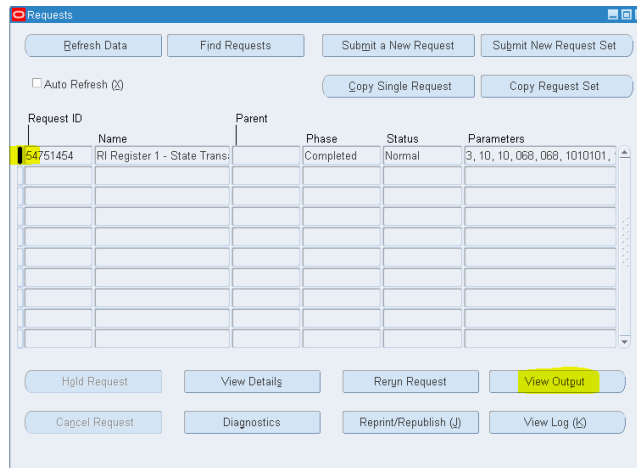 Requests
Refresh Data Find Requests Submit a New Request Submit New Request Set
Auto Refresh (X) Copy Single Request Copy Request Set
Request ID Parent
Name Phase Status Parameters
54751454 RI Register 1 - State Trans Completed Normal 3, 10, 10, 068, 068, 1010101,
Hold Request View Details Rerun Request View Output
Cancel Request Diagnostics Reprint/Republish (J) View Log (K)